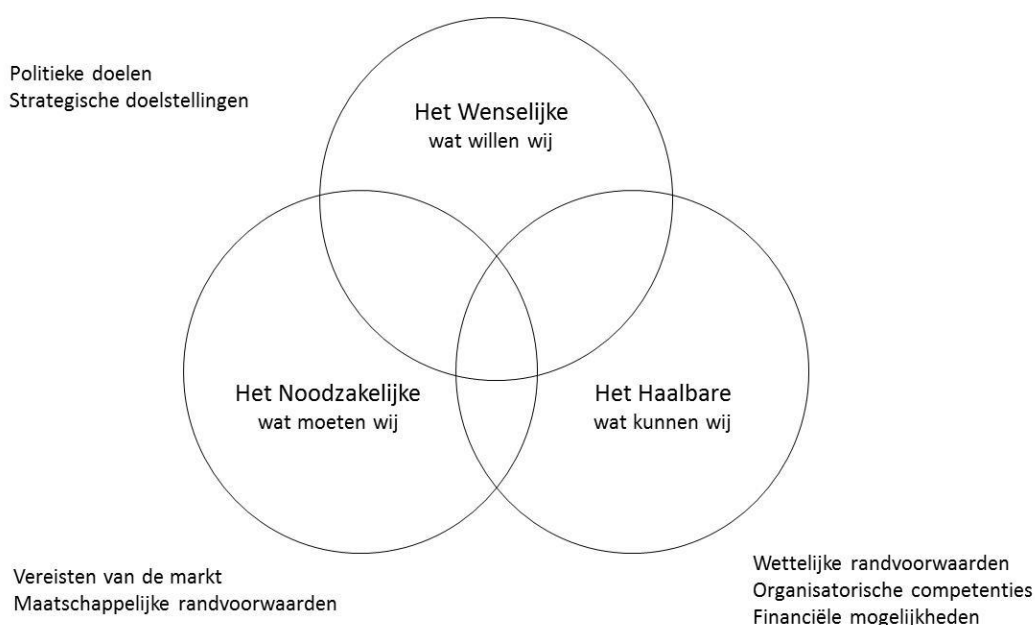 Politieke doelen
Strategische doelstellingen
Het Wenselijke
wat willen wij
Het Noodzakelijke
wat moeten wij
Het Haalbare
wat kunnen wij
Vereisten van de markt
Maatschappelijke randvoorwaarden
Wettelijke randvoorwaarden
Organisatorische competenties
Financiële mogelijkheden